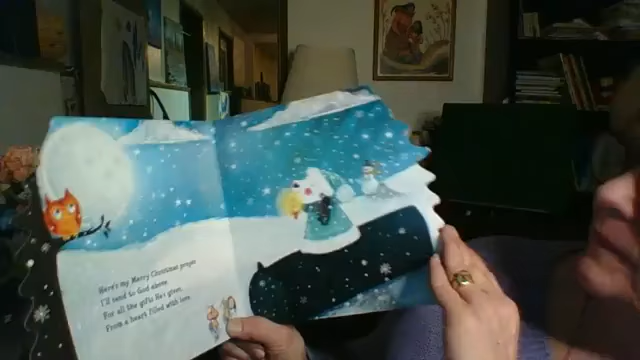 Here's my Merry Christmas prayer
I'll send to God above
For all the gifts He's given,
From a heart filled with love